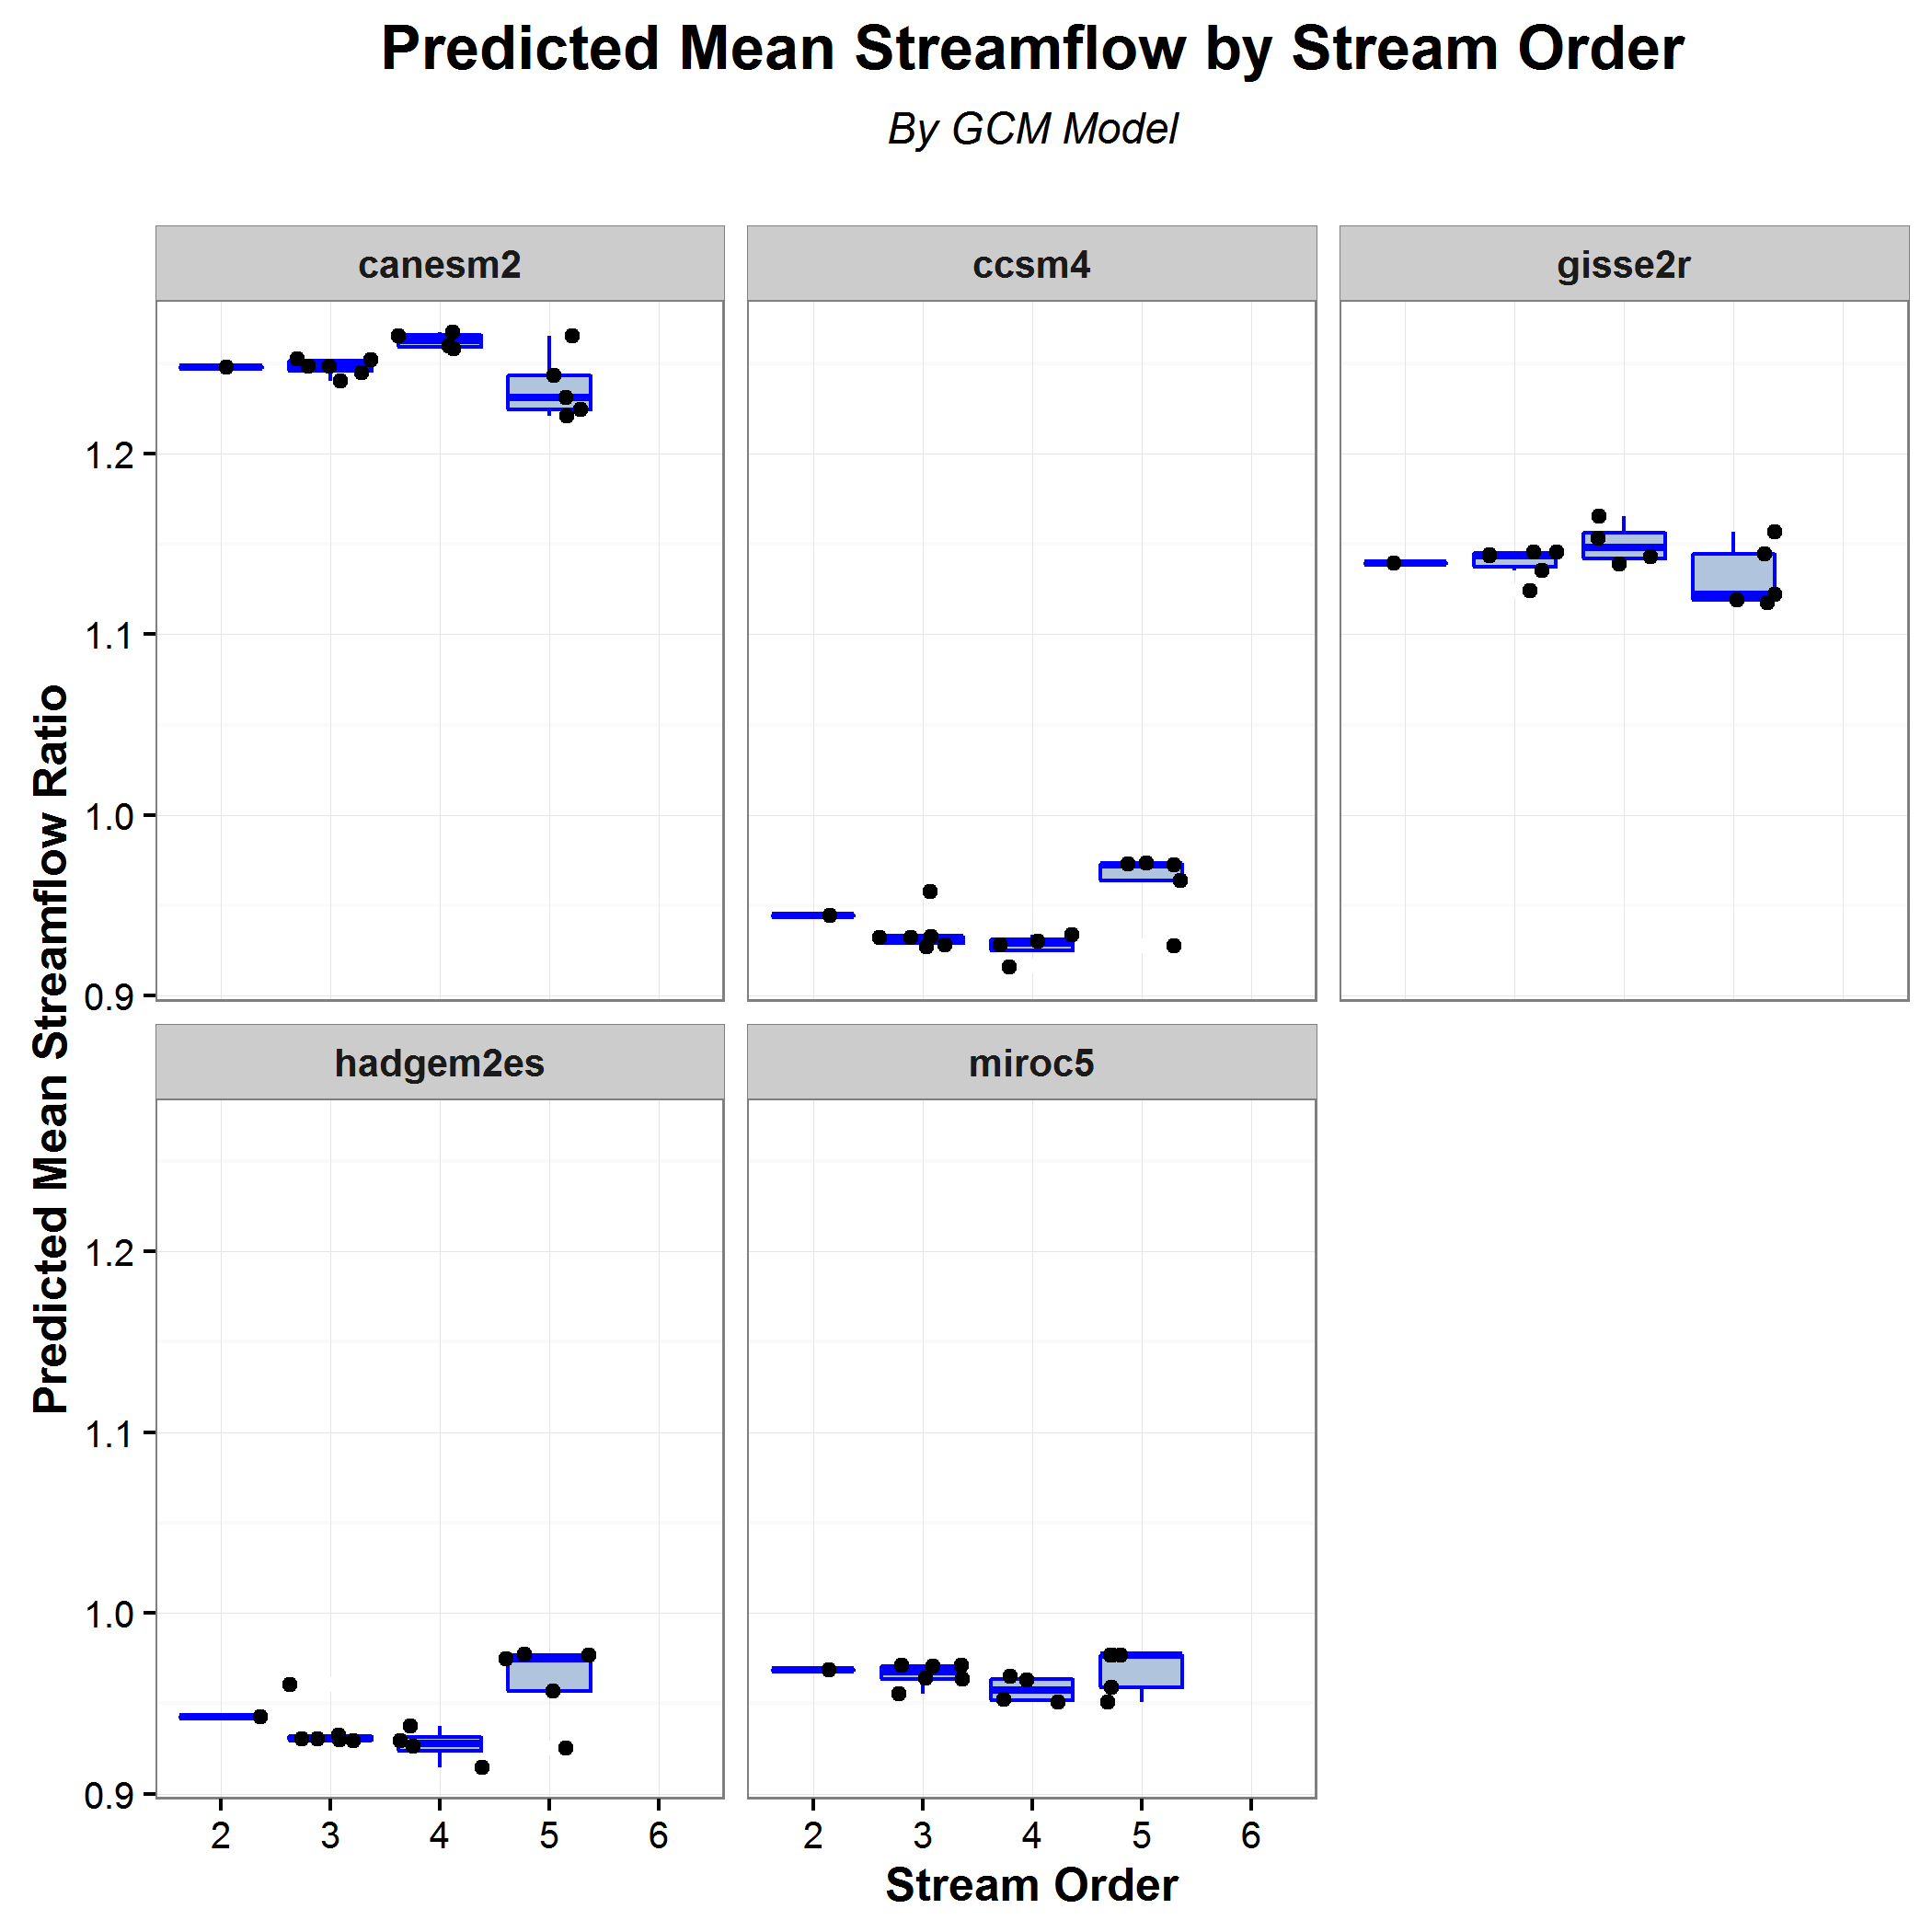 Predicted Mean Streamflow by Stream Order
By GCM Model
canesm2
ccsm4
gisse2r
1.2
1.1
1.0
0.9
Predicted Mean Streamflow Ratio
hadgem2es
miroc5
1.2
1.1
1.0
0.9
2 3 4 5 6
2 3 4 5 6
Stream Order